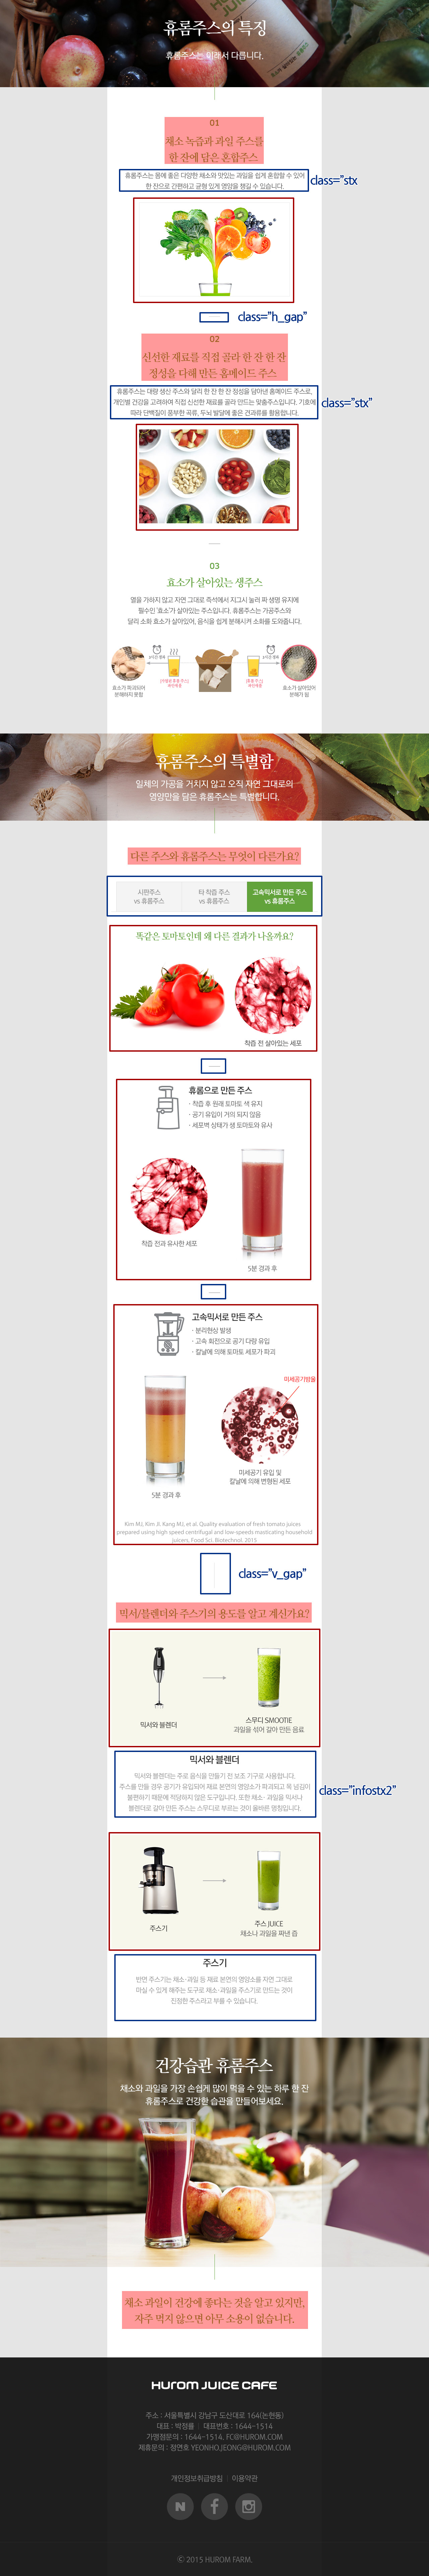 휴롬주스의 특징
휴롬주스는 이래서 다릅니다.
01
채소 녹즙과 과일 주스를
한 잔에 담은 혼합주스
휴롬주스는 몸에 좋은 다양한 채소와 맛있는 과일을 쉽게 혼합할 수 있어
한 잔으로 간편하고 균형 있게 영양을 챙길 수 있습니다.
class="stx
class="h_gap"
02
신선한 재료를 직접 골라 한 잔 한 잔
정성을 다해 만든 홈메이드 주스
휴롬주스는 대량 생산 주스와 달리 한 잔 한 잔 정성을 담아낸 홈메이드 주스로,
개인별 건강을 고려하여 직접 신선한 재료를 골라 만드는 맞춤주스입니다. 기호에
따라 단백질이 풍부한 곡류, 두뇌 발달에 좋은 견과류를 활용합니다.
class="stx"
03
효소가 살아있는 생주스
열을 가하지 않고 자연 그대로 즉석에서 지그시 눌러 짜 생명 유지에
필수인 '효소'가 살아있는 주스입니다. 휴롬주스는 가공주스와
달리 소화 효소가 살아있어, 음식을 쉽게 분해시켜 소화를 도와줍니다.
효소가 파괴되어
분해하지 못함
효소가 살아있어
분해가 됨
휴롬주스의 특별함
일체의 가공을 거치지 않고 오직 자연 그대로의
영양만을 담은 휴롬주스는 특별합니다.
다른 주스와 휴롬주스는 무엇이 다른가요?
시판주스
vs 휴롬주스
타 착즙 주스
vs 휴롬주스
고속믹서로 만든 주스
vs 휴롬주스
똑같은 토마토인데 왜 다른 결과가 나올까요?
착즙 전 살아있는 세포
휴롬으로 만든 주스
· 착즙 후 원래 토마토 색 유지
· 공기 유입이 거의 되지 않음
· 세포벽 상태가 생 토마토와 유사
착즙 전과 유사한 세포
5분 경과 후
고속믹서로 만든 주스
· 분리현상 발생
· 고속 회전으로 공기 다량 유입
· 칼날에 의해 토마토 세포가 파괴
미세공기방울
미세공기 유입 및
칼날에 의해 변형된 세포
5분 경과 후
Kim MJ, Kim JI. Kang MJ, et al. Quality evaluation of fresh tomato juices
prepared using high speed centrifugal and low speeds masticating household
juicers, Food Sci. Biotechnol. 2015
class="v_gap"
믹서/블렌더와 주스기의 용도를 알고 계신가요?
믹서와 블렌더
스무디 SMOOTIE
과일을 섞어 갈아 만든 음료
믹서와 블렌더
믹서와 블렌더는 주로 음식을 만들기 전 보조 기구로 사용합니다.
주스를 만들 경우 공기가 유입되어 재료 본연의 영양소가 파괴되고 목 넘김이
불편하기 때문에 적당하지 않은 도구입니다. 또한 채소· 과일을 믹서나
블렌더로 갈아 만든 주스는 스무디로 부르는 것이 올바른 명칭입니다.
class="infostx2"
주스기
주스 JUICE
채소나 과일을 짜낸 즙
주스기
반면 주스기는 채소·과일 등 재료 본연의 영양소를 자연 그대로
마실 수 있게 해주는 도구로 채소·과일을 주스기로 만드는 것이
진정한 주스라고 부를 수 있습니다.
건강습관 휴롬주스
채소와 과일을 가장 손쉽게 많이 먹을 수 있는 하루 한 잔
휴롬주스로 건강한 습관을 만들어보세요.
채소 과일이 건강에 좋다는 것을 알고 있지만,
자주 먹지 않으면 아무 소용이 없습니다.
HUROM JUICE CAFE
주소 : 서울특별시 강남구 도산대로 164(논현동)
대표 : 박정률 | 대표번호 : 1644-1514
가맹점문의 : 1644-1514, FC@HUROM.COM
제휴문의 : 정연호 YEONHO.JEONG@HUROM.COM
개인정보취급방침 | 이용약관
N
© 2015 HUROM FARM.